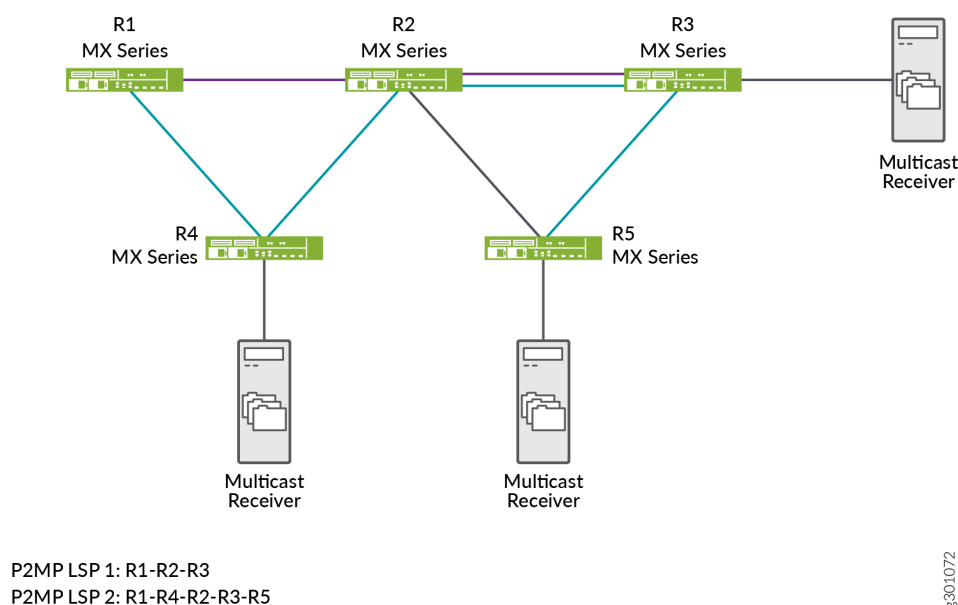 R1
MX Series
R2
MX Series
R3
MX Series
Multicast
Receiver
R4
MX Series
R5
MX Series
Multicast
Receiver
Multicast
Receiver
P2MP LSP 1: R1-R2-R3
P2MP LSP 2: R1-R4-R2-R3-R5
g301072